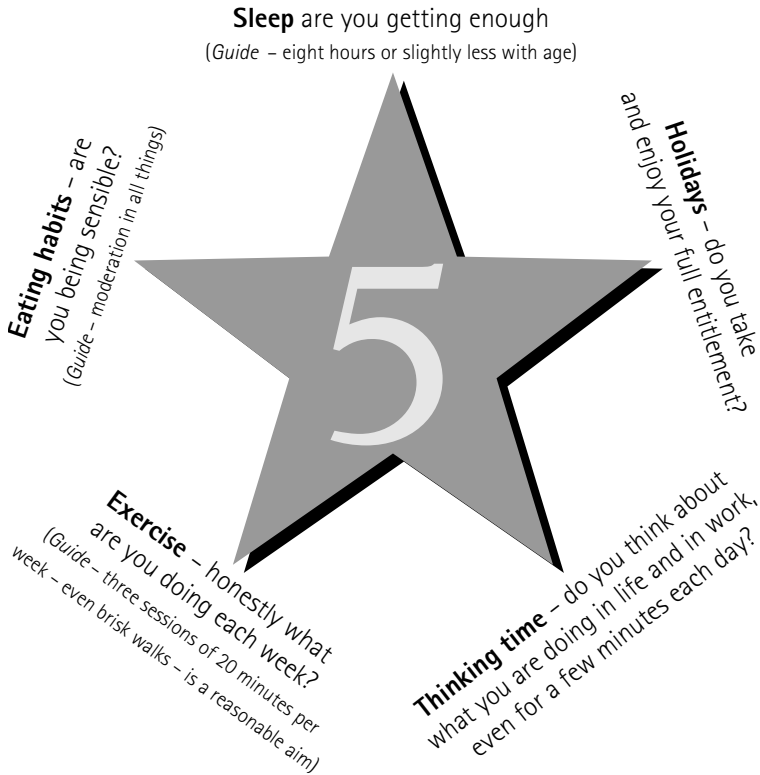 Sleep are you getting enough
(Guide – eight hours or slightly less with age)
Holidays – do you take
and enjoy your full entitlement?
Thinking time – do you think about
what you are doing in life and in work,
even for a few minutes each day?
Exercise – honestly what
are you doing each week?
(Guide – three sessions of 20 minutes per
week – even brisk walks – is a reasonable aim)
Eating habits – are
you being sensible?
(Guide – moderation in all things)
5